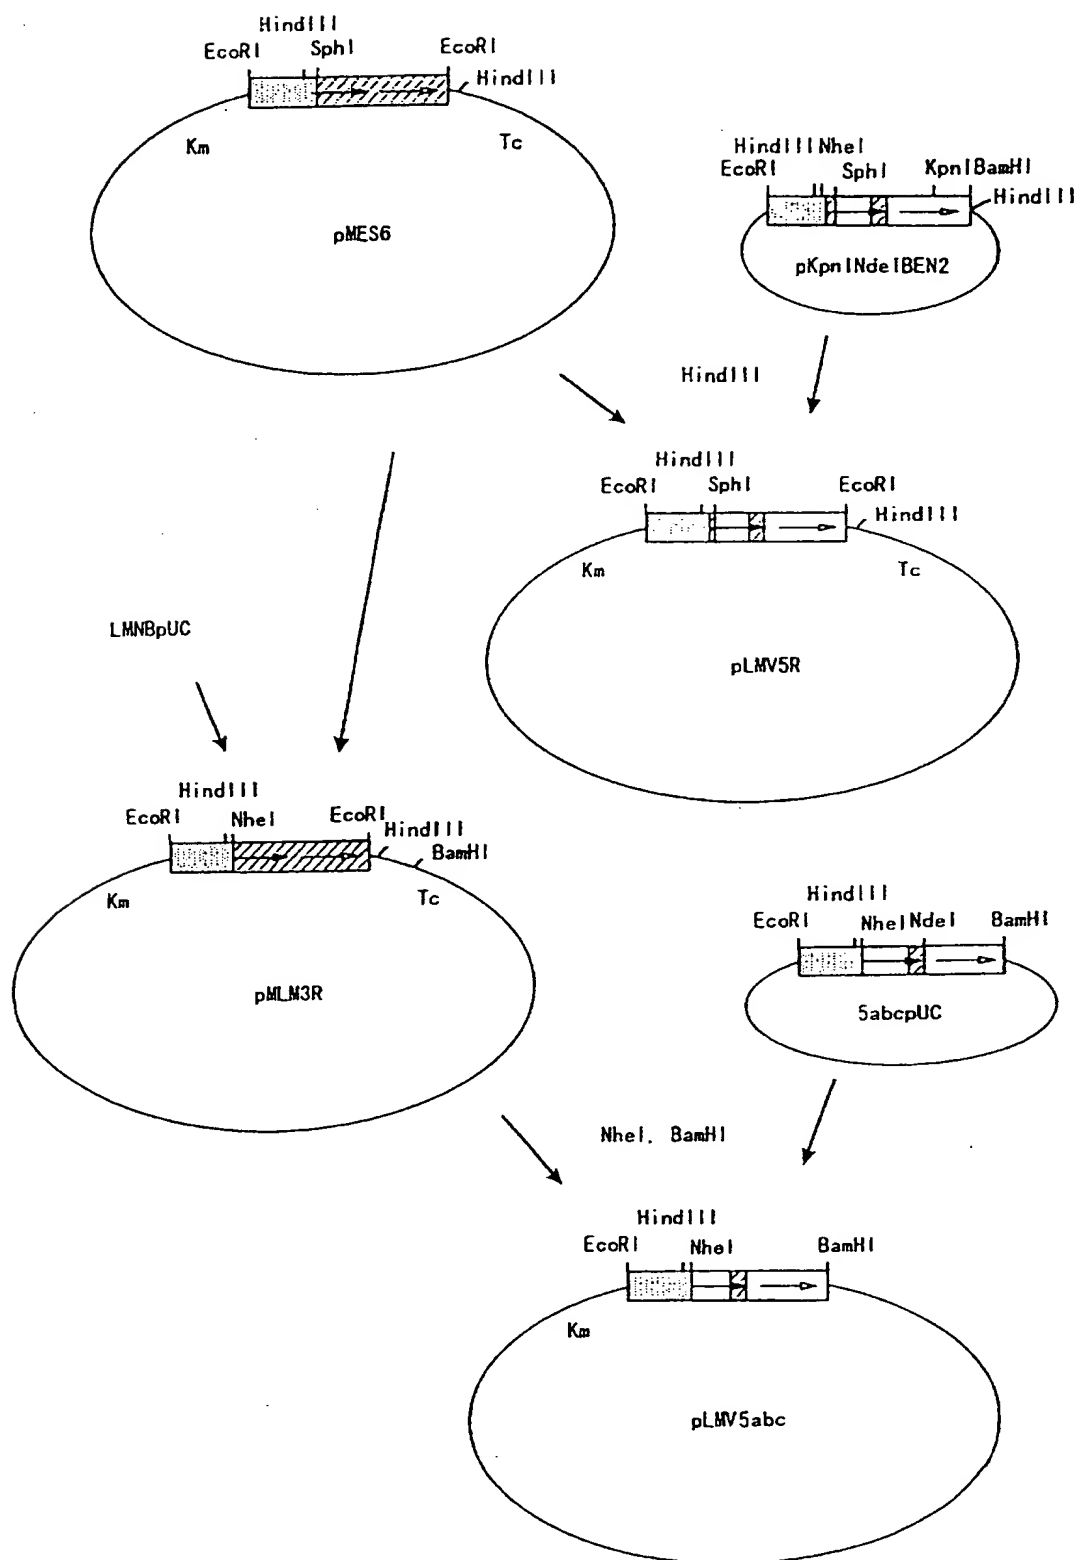 HindIII
EcoRI SphI EcoRI
HindIII
Km Tc
pMES6
HindIII NheI
EcoRI SphI KpnI BamHI
HindIII
pKpnINdeIBEN2
HindIII
HindIII
EcoRI SphI EcoRI
HindIII
Km Tc
pLMV5R
LMNBpUC
HindIII
EcoRI NheI EcoRI
HindIII
BamHI
Km Tc
pMLM3R
HindIII
EcoRI NheI NdeI BamHI
5abcpUC
NheI. BamHI
HindIII
EcoRI NheI BamHI
Km
pLMV5abc